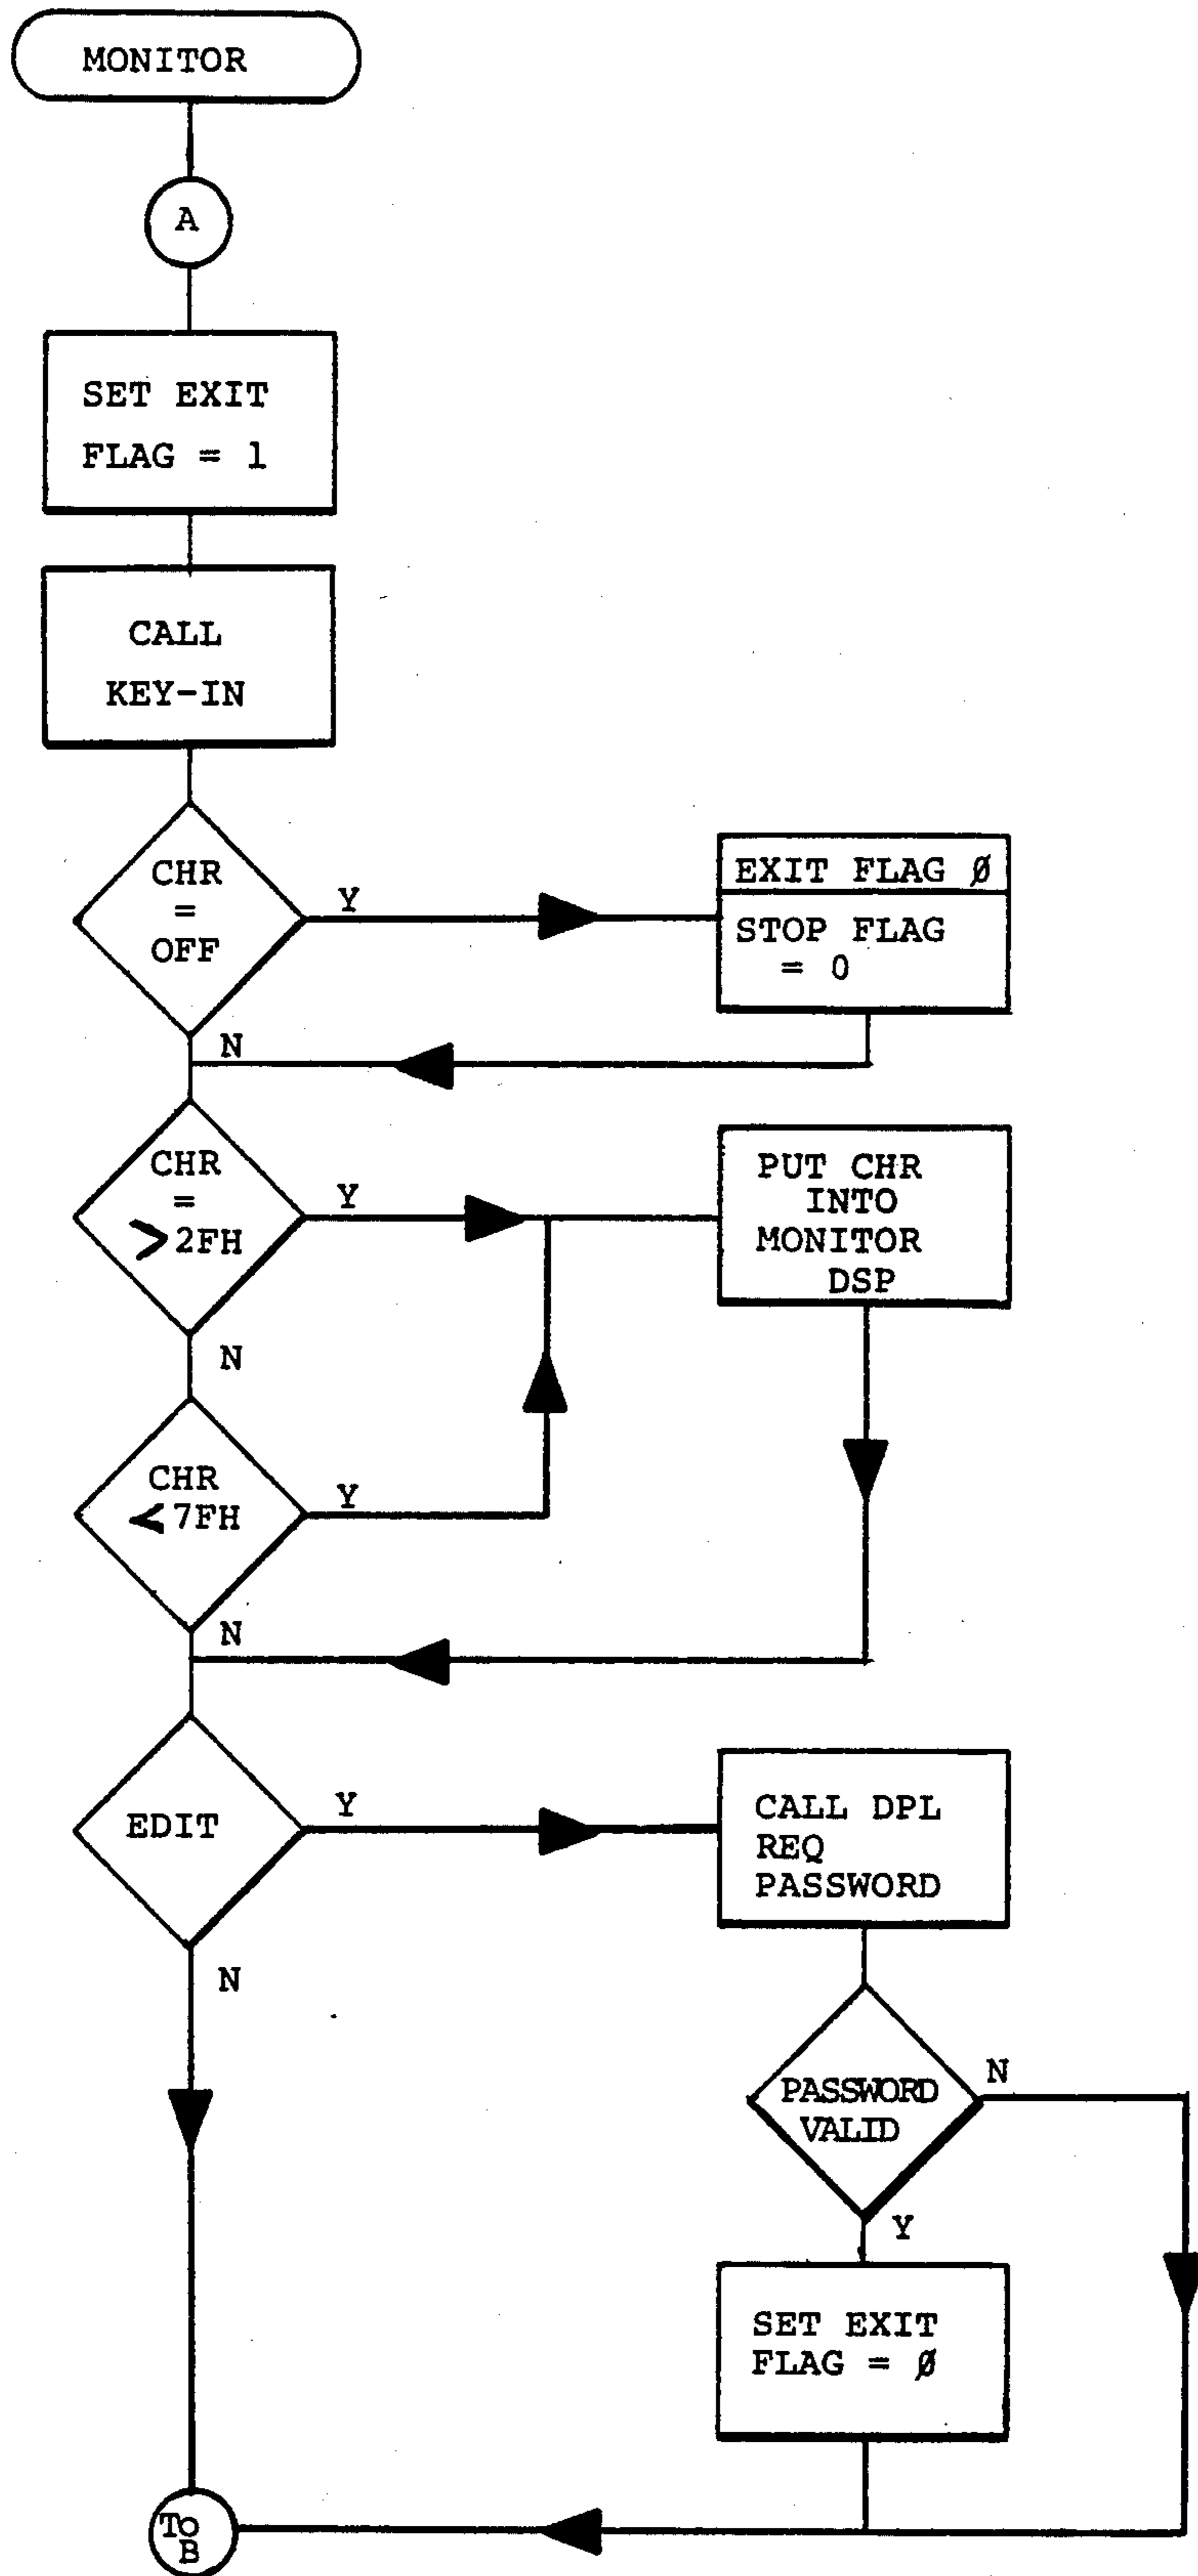 MONITOR
A
SET EXIT
FLAG = 1
CALL
KEY-IN
CHR
=
OFF
Y
EXIT FLAG Ø
STOP FLAG
= 0
N
CHR
=
>2FH
Y
PUT CHR
INTO
MONITOR
DSP
N
CHR
<7FH
Y
N
EDIT
Y
CALL DPL
REQ
PASSWORD
N
PASSWORD
VALID
N
Y
SET EXIT
FLAG = Ø
TO
B